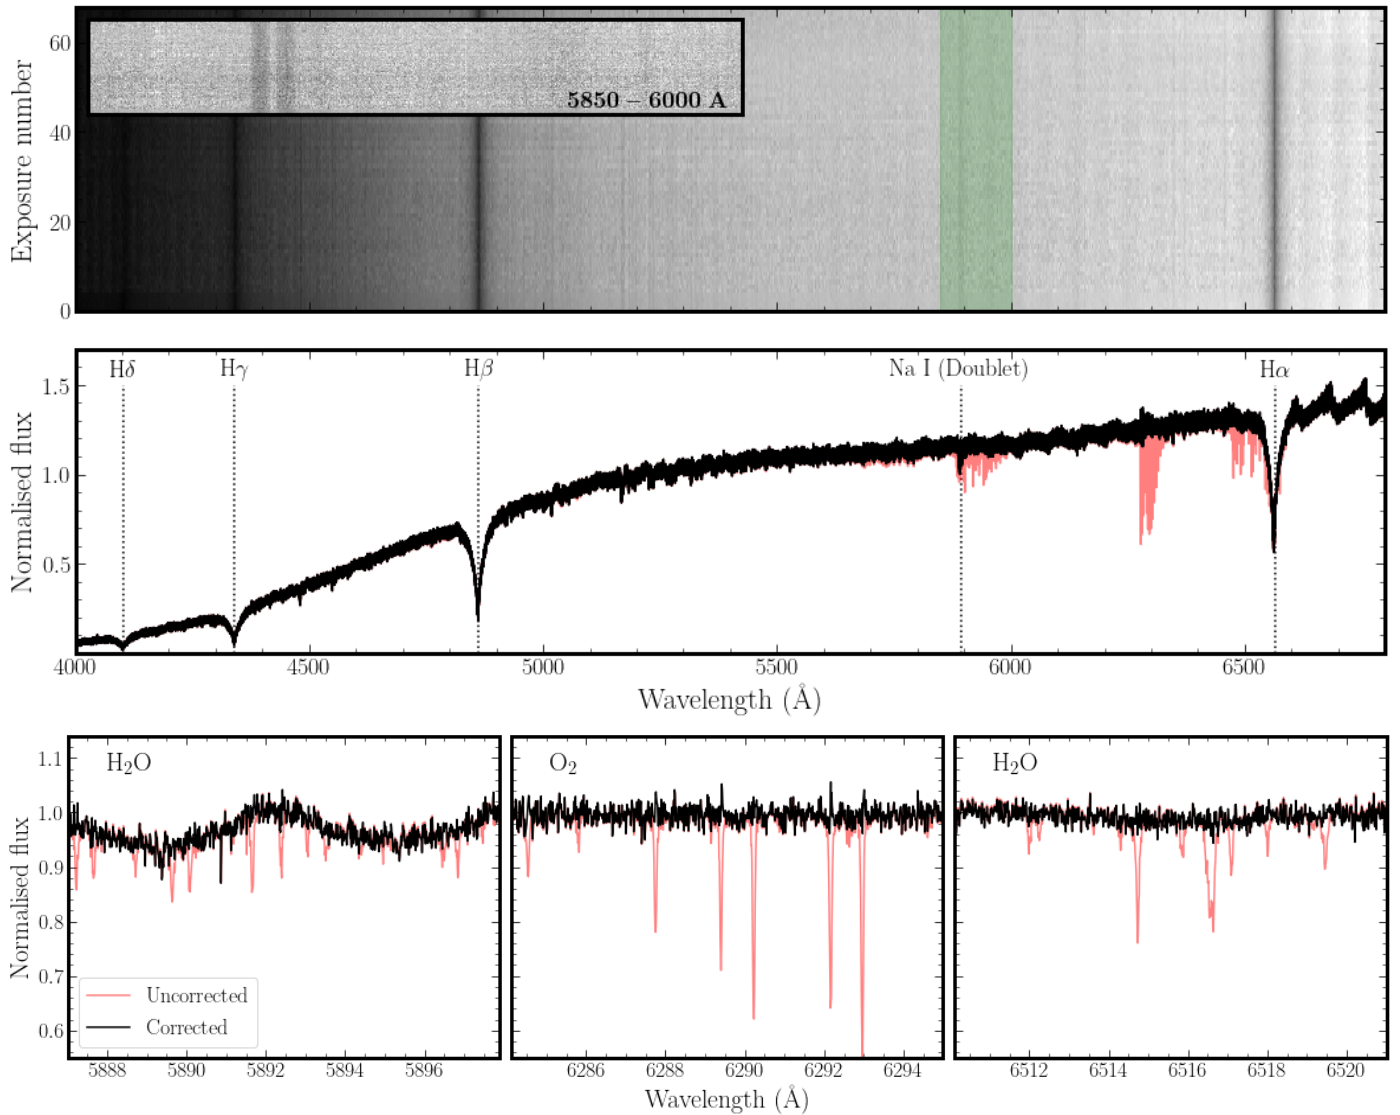 Exposure number
60
40
20
0
5850 – 6000 A
Normalised flux
1.5
1.0
0.5
Hδ Hγ Hβ Na I (Doublet) Hα
4000 4500 5000 5500 6000 6500
Wavelength (Å)
Normalised flux
1.1
1.0
0.9
0.8
0.7
0.6
H₂O
Uncorrected
Corrected
5888 5890 5892 5894 5896
O₂
6286 6288 6290 6292 6294
H₂O
6512 6514 6516 6518 6520
Wavelength (Å)